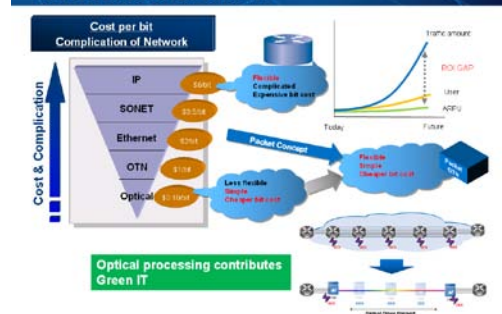 Cost per bit
Complication of Network
Cost & Complication
IP
SONET
Ethernet
OTN
Optical
Flexible
Complicated
Expensive bit cost
Traffic amount
User
ARPU
Today
Future
Packet Concept
Less flexible
Simple
Cheaper bit cost
Flexible
Simple
Cheaper bit cost
Packet
OTN
Optical processing contributes
Green IT